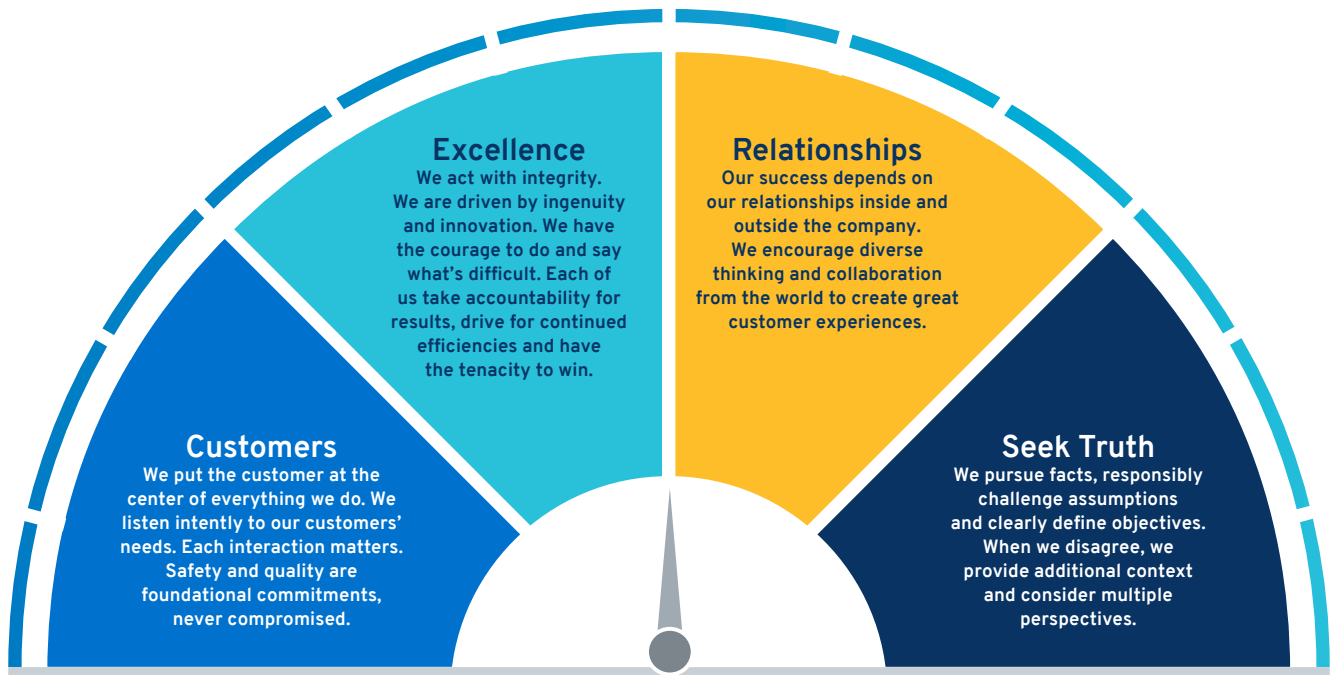 Excellence
We act with integrity.
We are driven by ingenuity
and innovation. We have
the courage to do and say
what's difficult. Each of
us take accountability for
results, drive for continued
efficiencies and have
the tenacity to win.
Relationships
Our success depends on
our relationships inside and
outside the company.
We encourage diverse
thinking and collaboration
from the world to create great
customer experiences.
Customers
We put the customer at the
center of everything we do. We
listen intently to our customers'
needs. Each interaction matters.
Safety and quality are
foundational commitments,
never compromised.
Seek Truth
We pursue facts, responsibly
challenge assumptions
and clearly define objectives.
When we disagree, we
provide additional context
and consider multiple
perspectives.